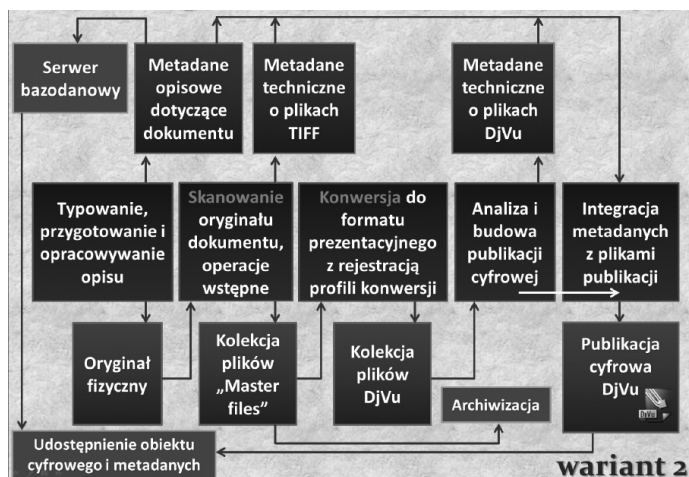 Serwer
bazodanowy
Metadane
opisowe
dotyczące
dokumentu
Metadane
techniczne
o plikach
TIFF
Metadane
techniczne
o plikach
DjVu
Typowanie,
przygotowanie i
opracowywanie
opisu
Skanowanie
oryginału
dokumentu,
operacje
wstępne
Konwersja do
formatu
prezentacyjnego
z rejestracją
profili konwersji
Analiza i
budowa
publikacji
cyfrowej
Integracja
metadanych
z plikami
publikacji
Oryginał
fizyczny
Kolekcja
plików
„Master
files”
Kolekcja
plików
DjVu
Archiwizacja
Publikacja
cyfrowa
DjVu
DjVu
Udostępnienie obiektu
cyfrowego i metadanych
wariant 2